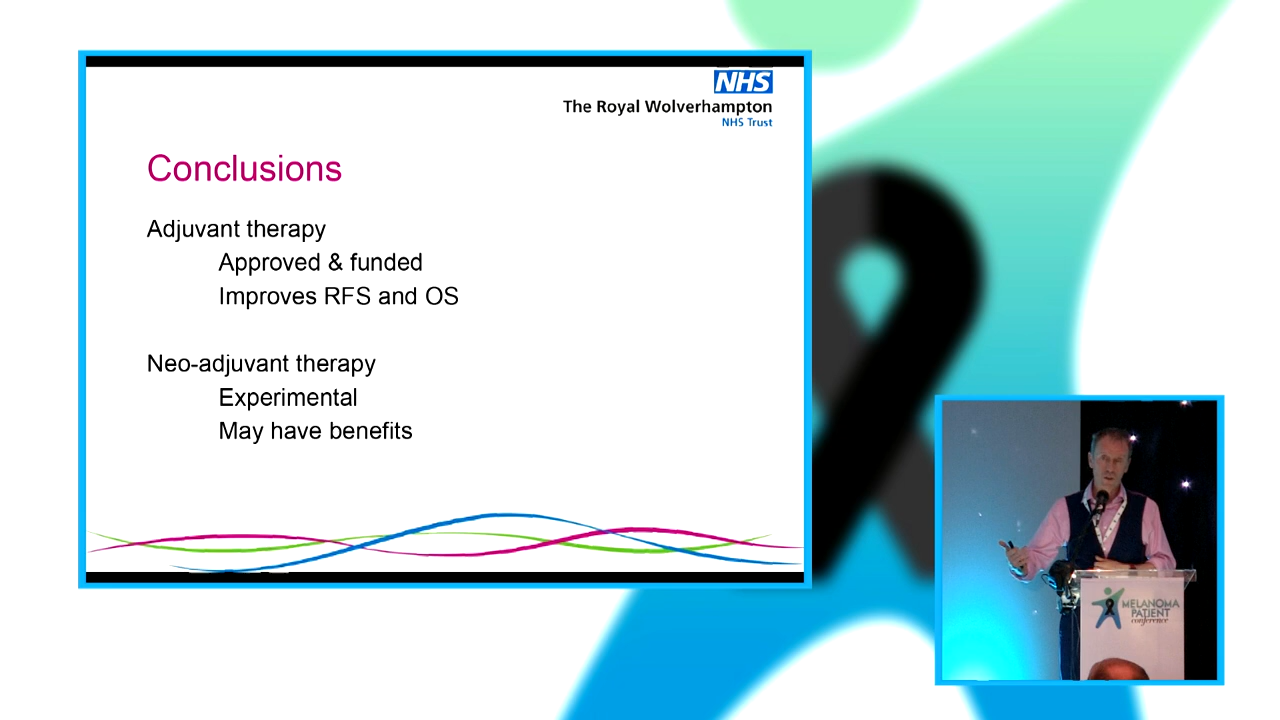 NHS
The Royal Wolverhampton
NHS Trust
Conclusions
Adjuvant therapy
Approved & funded
Improves RFS and OS
Neo-adjuvant therapy
Experimental
May have benefits
MELANOMA
PATIENT
conference